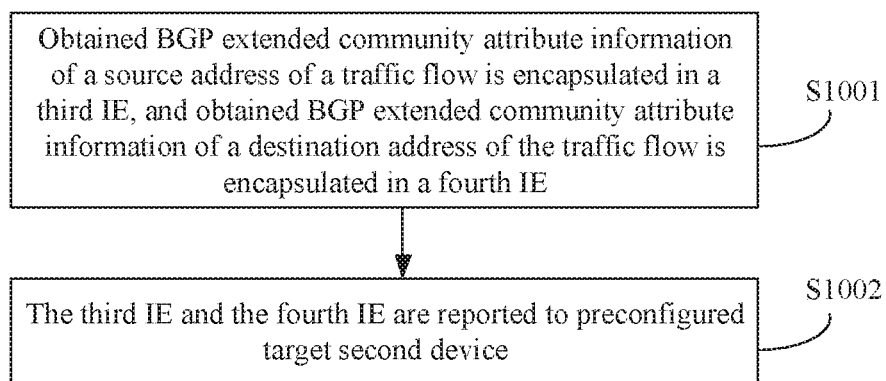 Obtained BGP extended community attribute information
of a source address of a traffic flow is encapsulated in a
third IE, and obtained BGP extended community attribute
information of a destination address of the traffic flow is
encapsulated in a fourth IE
S1001
S1002
The third IE and the fourth IE are reported to preconfigured
target second device